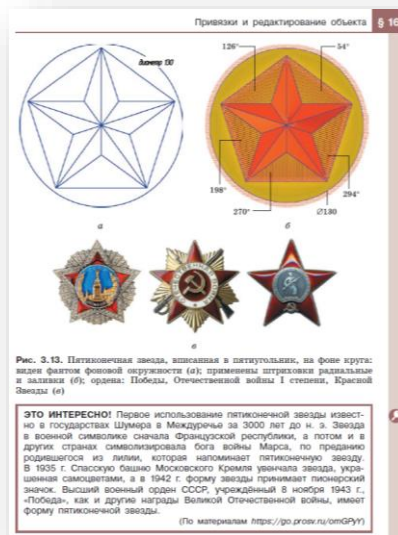 Привязки и редактирование объекта § 16
диаметр 130
126°
54°
198°
294°
270°
∅130
а
б
в
Рис. 3.13. Пятиконечная звезда, вписанная в пятиугольник, на фоне круга:
виден фантом фоновой окружности (а); применены штриховки радиальные
и заливки (б); ордена: Победы, Отечественной войны I степени, Красной
Звезды (в)
ЭТО ИНТЕРЕСНО! Первое использование пятиконечной звезды извест-
но в государствах Шумера в Междуречье за 3000 лет до н. э. Звезда
в военной символике сначала Французской республики, а потом и в
других странах символизировала бога войны Марса, по преданию
родившегося из лилии, которая напоминает пятиконечную звезду.
В 1935 г. Спасскую башню Московского Кремля увенчала звезда, укра-
шенная самоцветами, а в 1942 г. форму звезды принимает пионерский
значок. Высший военный орден СССР, учреждённый 8 ноября 1943 г.,
«Победа», как и другие награды Великой Отечественной войны, имеет
форму пятиконечной звезды.
(По материалам https://go.prosv.ru/omGPyY)